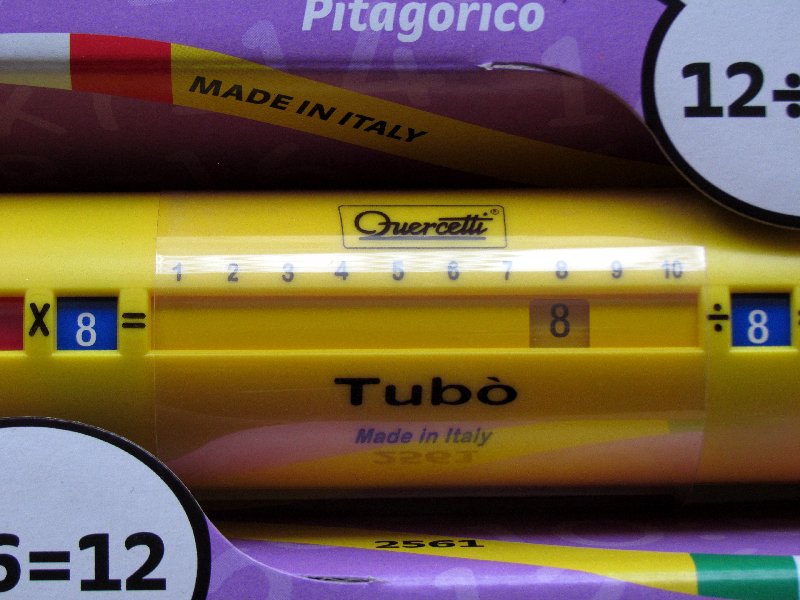 Pitagorico
12÷
MADE IN ITALY
Quercetti®
1 2 3 4 5 6 7 8 9 10
X 8 = 8 ÷ 8
Tubò
Made in Italy
2561
6=12
2561